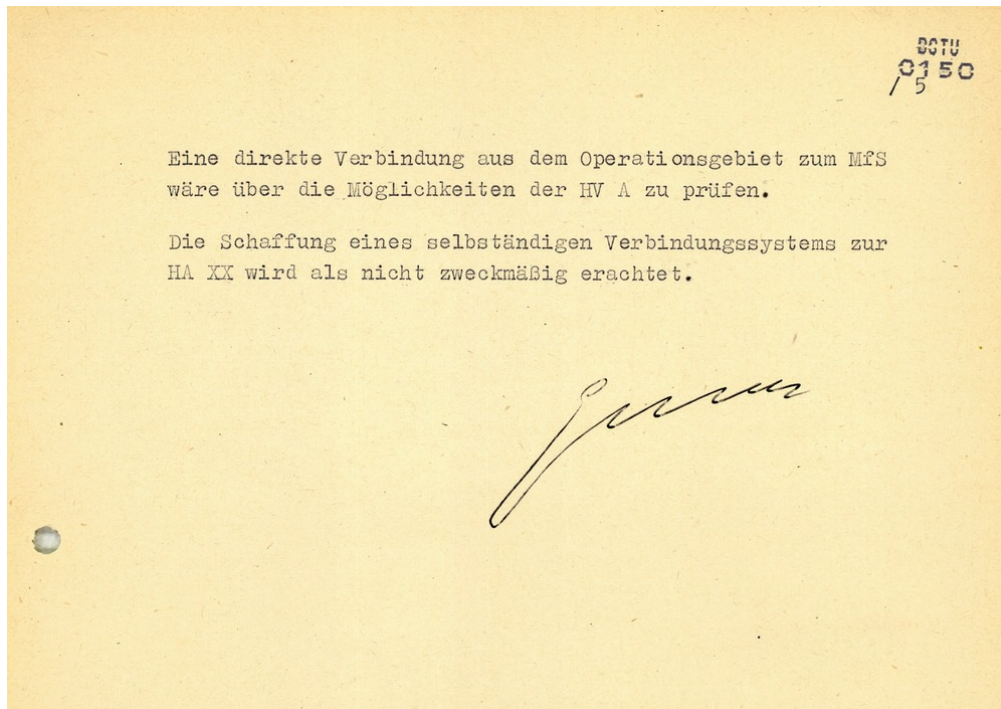 BSTU
0150
5
Eine direkte Verbindung aus dem Operationsgebiet zum MfS
wäre über die Möglichkeiten der HV A zu prüfen.
Die Schaffung eines selbständigen Verbindungssystems zur
HA XX wird als nicht zweckmäßig erachtet.